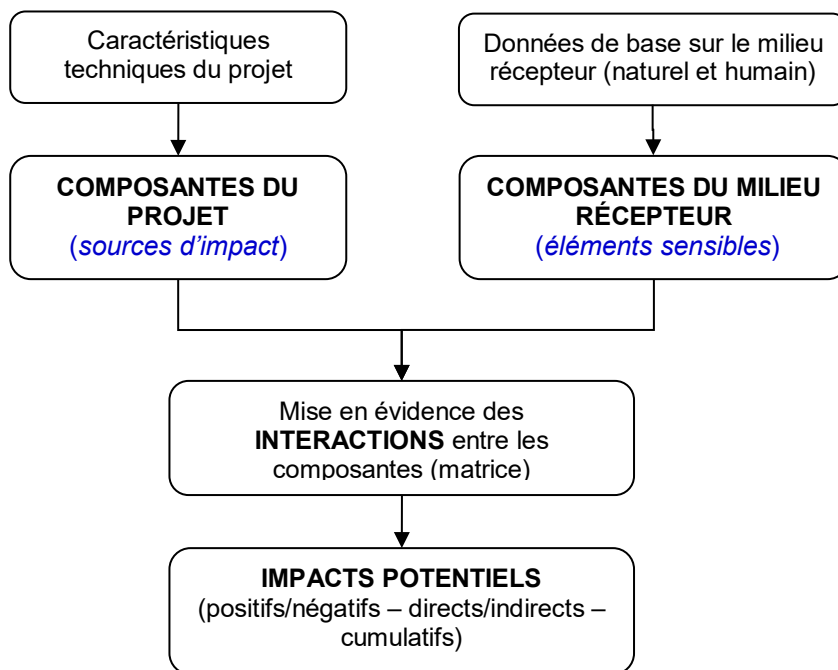 Caractéristiques
techniques du projet
Données de base sur le milieu
récepteur (naturel et humain)
COMPOSANTES DU
PROJET
(sources d’impact)
COMPOSANTES DU MILIEU
RÉCEPTEUR
(éléments sensibles)
Mise en évidence des
INTERACTIONS entre les
composantes (matrice)
IMPACTS POTENTIELS
(positifs/négatifs – directs/indirects –
cumulatifs)